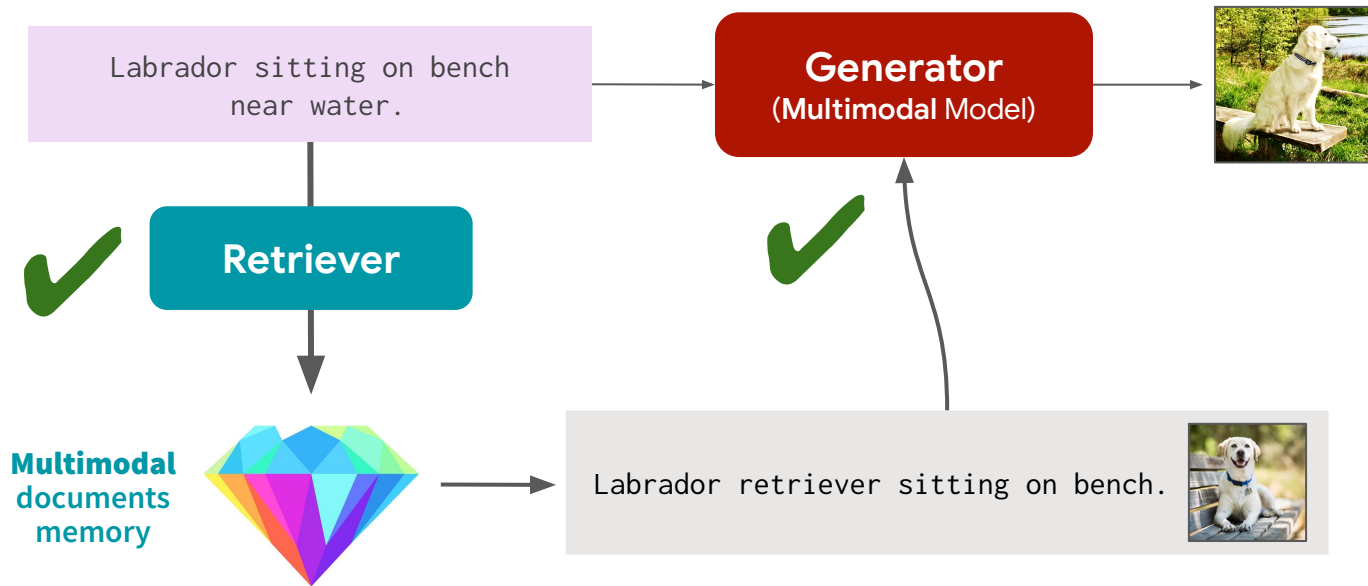 Labrador sitting on bench
near water.
Generator
(Multimodal Model)
Retriever
Multimodal
documents
memory
Labrador retriever sitting on bench.